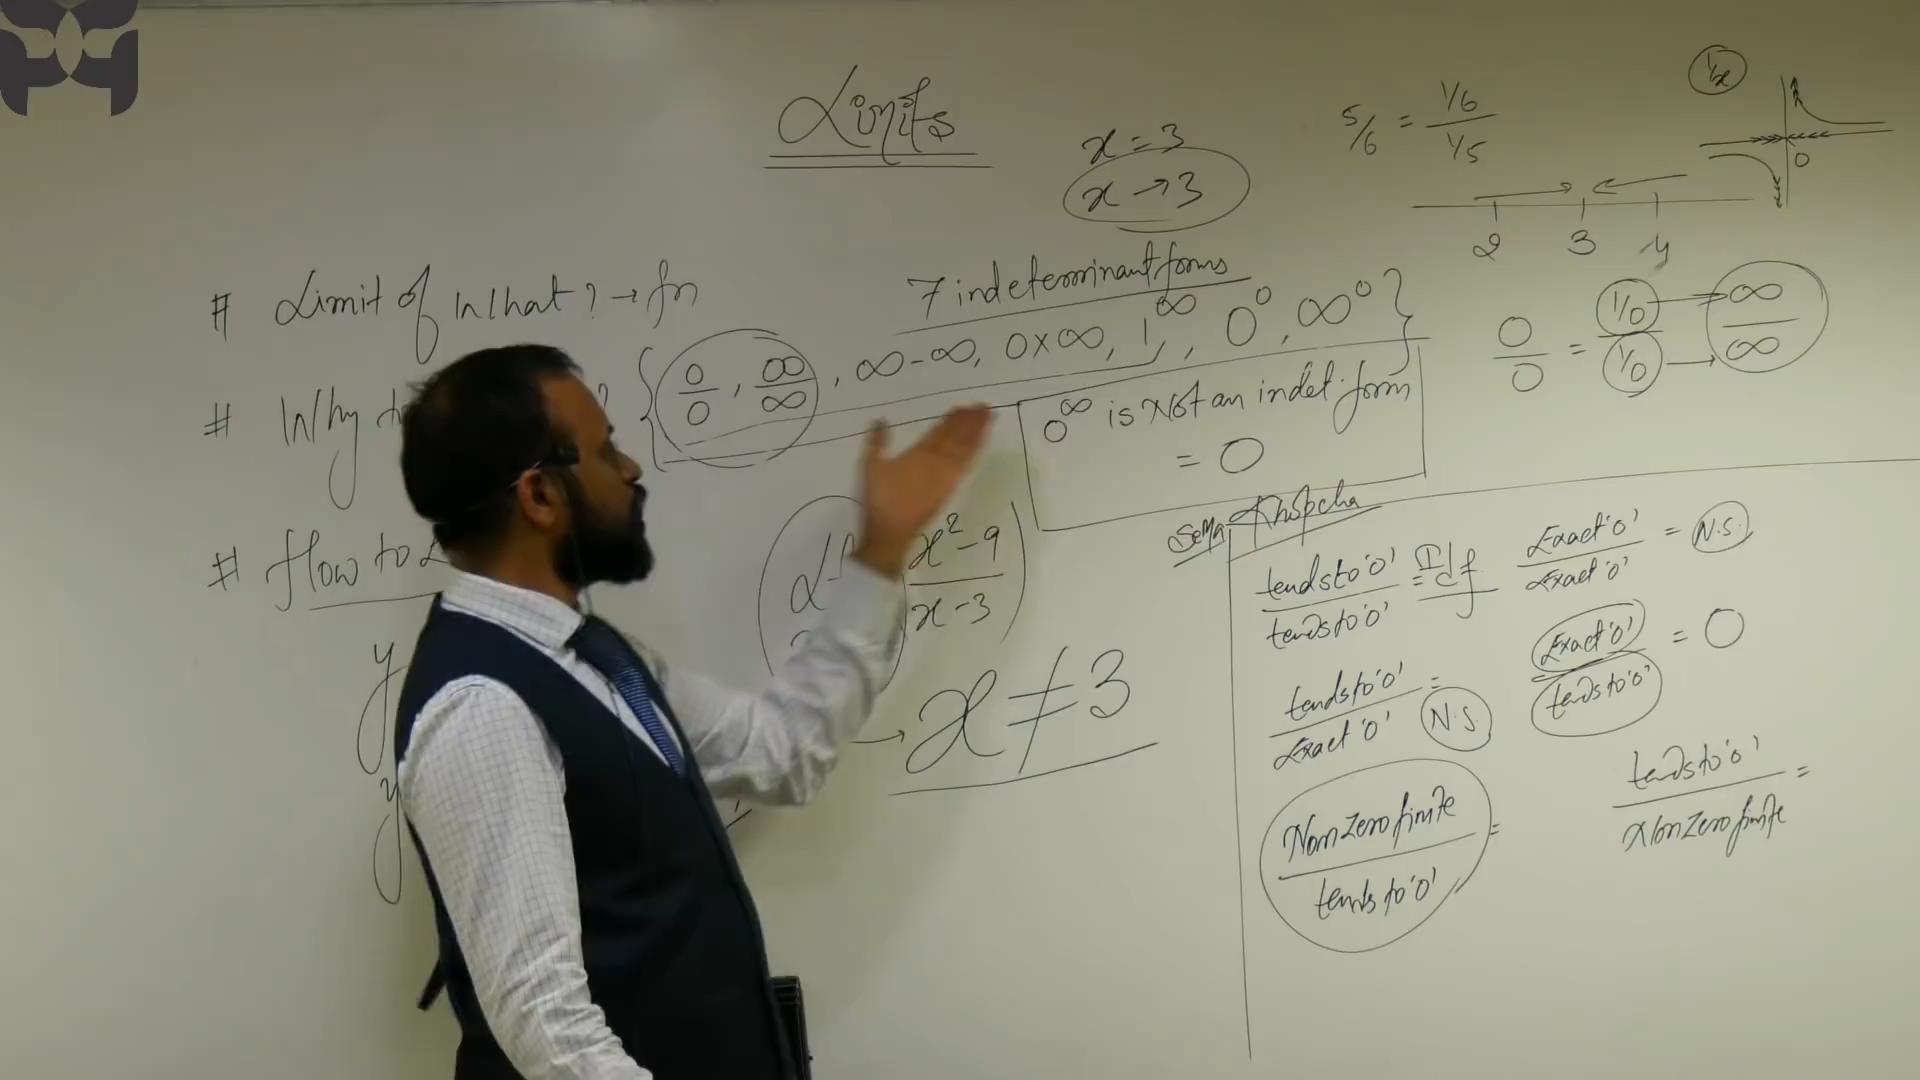 Limits
x = 3
x → 3
5/6 = 1/6 / 1/5
1/x
0
2 3 4
# Limit of What? → fn
7 indeterminant forms
# Why to ? { 0/0, ∞/∞, ∞-∞, 0×∞, 1^∞, 0^0, ∞^0 }
0/0 = 1/0 / 1/0 → ∞/∞
0^∞ is Not an indet. form
= 0
# How to
x²-9 / x-3
x ≠ 3
y
y
Khopcha
tends to '0' / tends to '0' = Idf
Exact '0' / Exact '0' = N.S.
tends to '0' / Exact '0' = N.S.
Exact '0' / tends to '0' = 0
Non zero finite / tends to '0' =
tends to '0' / Non zero finite =